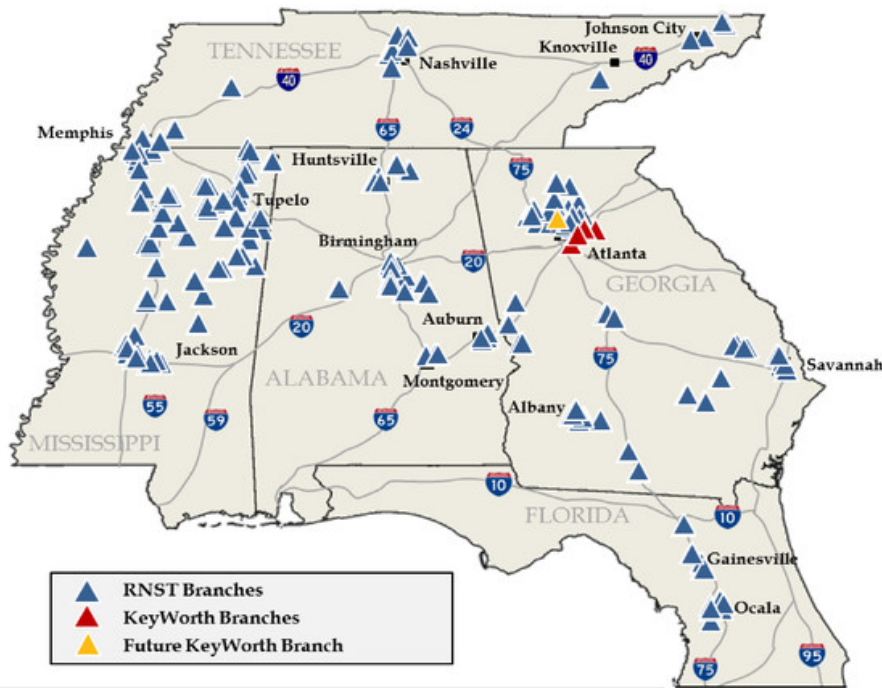 Johnson City
TENNESSEE
Knoxville
Nashville
40
40
Memphis
65
24
Huntsville
75
Tupelo
Birmingham
20
Atlanta
GEORGIA
Auburn
20
75
Savannah
Jackson
ALABAMA
Montgomery
Albany
55
59
65
MISSISSIPPI
10
FLORIDA
10
Gainesville
Ocala
75
95
RNST Branches
KeyWorth Branches
Future KeyWorth Branch